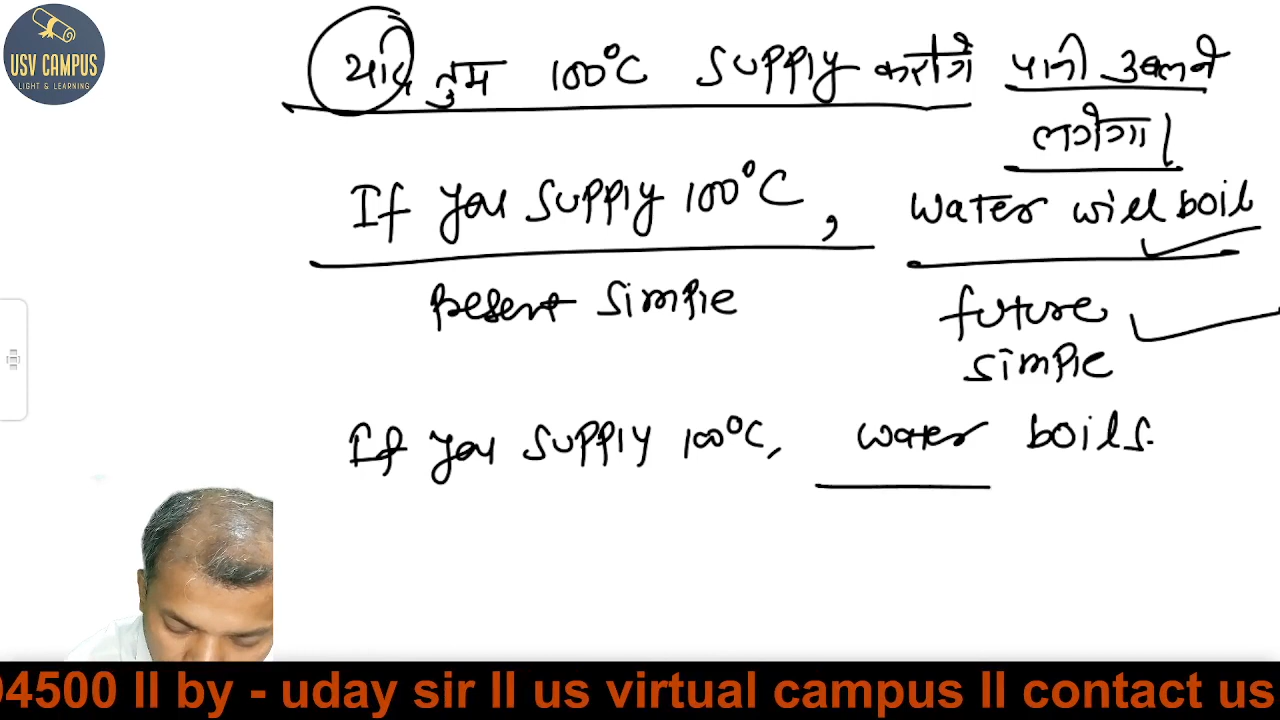 USV CAMPUS
LIGHT & LEARNING
यदि तुम 100°C supply करोगे पानी उबलने
लगेगा।
If you supply 100°C, water will boil
Present simple
future
simple
If you supply 100°C, water boils.
04500 II by - uday sir II us virtual campus II contact us